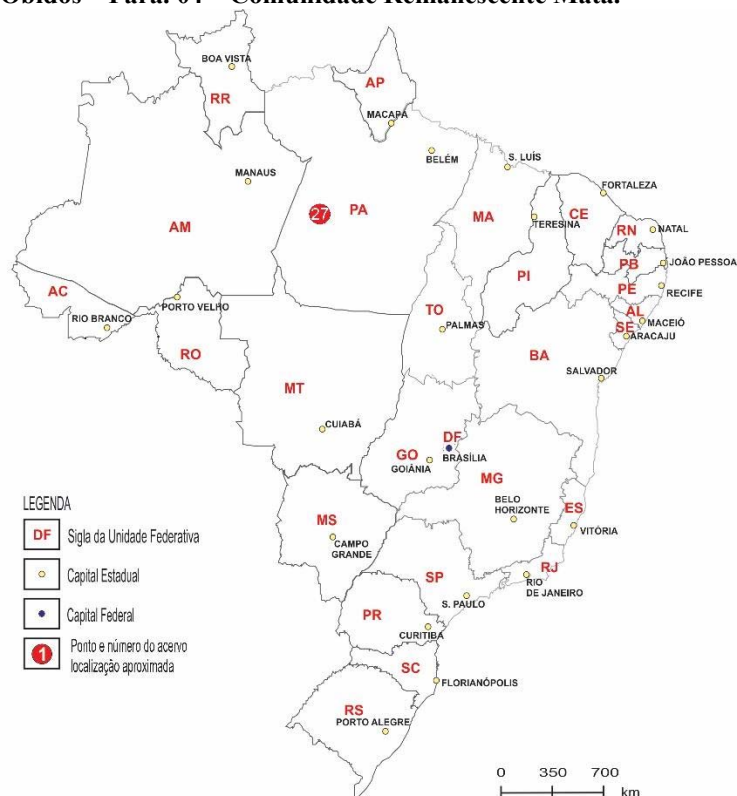 Óbidos – Pará: 04 – Comunidade Remanescente Mata.
BOA VISTA
RR
AP
MACAPÁ
BELÉM
S. LUÍS
MANAUS
FORTALEZA
27
PA
MA
TERESINA
CE
RN
NATAL
AM
PB
JOÃO PESSOA
PI
PE
RECIFE
AC
PORTO VELHO
TO
AL
MACEIÓ
RIO BRANCO
PALMAS
SE
ARACAJU
RO
BA
MT
SALVADOR
CUIABÁ
DF
BRASÍLIA
GO
GOIÂNIA
MG
BELO
HORIZONTE
ES
VITÓRIA
MS
CAMPO
GRANDE
RJ
RIO
DE JANEIRO
SP
S. PAULO
PR
CURITIBA
SC
FLORIANÓPOLIS
RS
PORTO ALEGRE
LEGENDA
DF Sigla da Unidade Federativa
Capital Estadual
Capital Federal
1 Ponto e número do acervo
localização aproximada
0 350 700
km